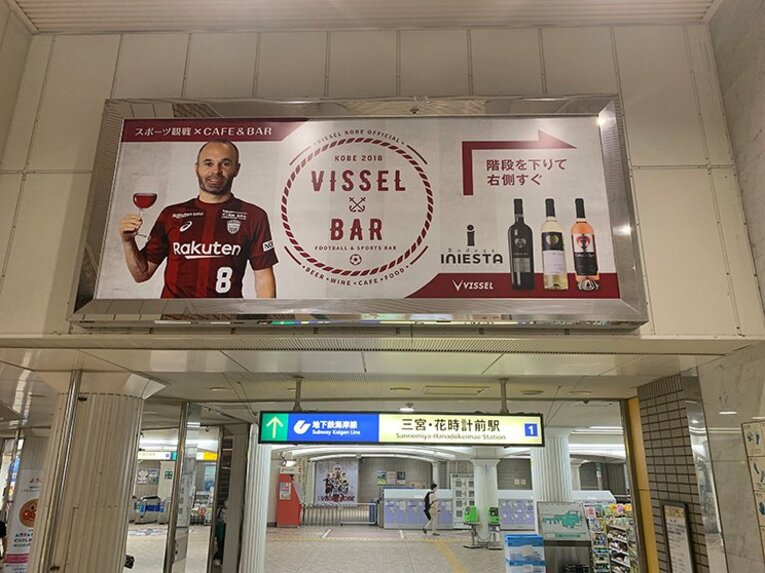 スポーツ観戦×CAFE&BAR
VISSEL KOBE OFFICIAL
KOBE 2018
VISSEL
BAR
FOOTBALL & SPORTS BAR
BEER・WINE・CAFE・FOOD
Rakuten
Rakuten
8
階段を下りて
右側すぐ
Bodega
INIESTA
VISSEL
地下鉄海岸線
Subway Kaigan Line
三宮・花時計前駅
Sannomiya-Hanadokeimae Station
1